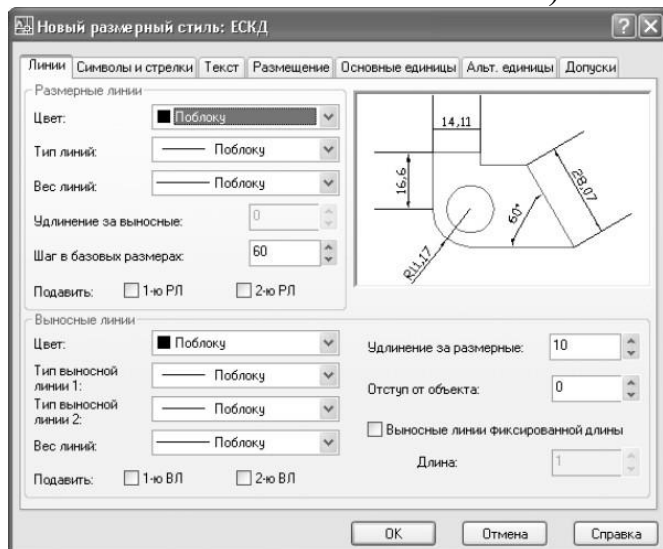 )
Новый размерный стиль: ЕСКД
Линии Символы и стрелки Текст Размещение Основные единицы Альт. единицы Допуски
Размерные линии
Цвет: Поблоку
Тип линий: Поблоку
Вес линий: Поблоку
Удлинение за выносные: 0
Шаг в базовых размерах: 60
Подавить: 1-ю РЛ 2-ю РЛ
14,11
16,6
28,07
60°
R11,17
Выносные линии
Цвет: Поблоку
Тип выносной линии 1: Поблоку
Тип выносной линии 2: Поблоку
Вес линий: Поблоку
Подавить: 1-ю ВЛ 2-ю ВЛ
Удлинение за размерные: 10
Отступ от объекта: 0
Выносные линии фиксированной длины
Длина: 1
OK Отмена Справка